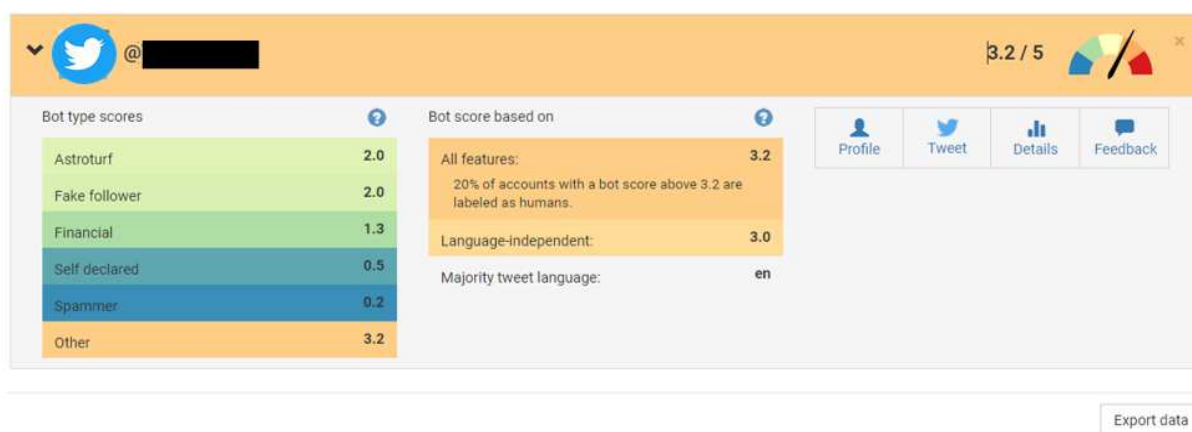 @
3.2 / 5
×
Bot type scores
?
Astroturf 2.0
Fake follower 2.0
Financial 1.3
Self declared 0.5
Spammer 0.2
Other 3.2
Bot score based on
?
All features: 3.2
20% of accounts with a bot score above 3.2 are
labeled as humans.
Language-independent: 3.0
Majority tweet language: en
Profile Tweet Details Feedback
Export data